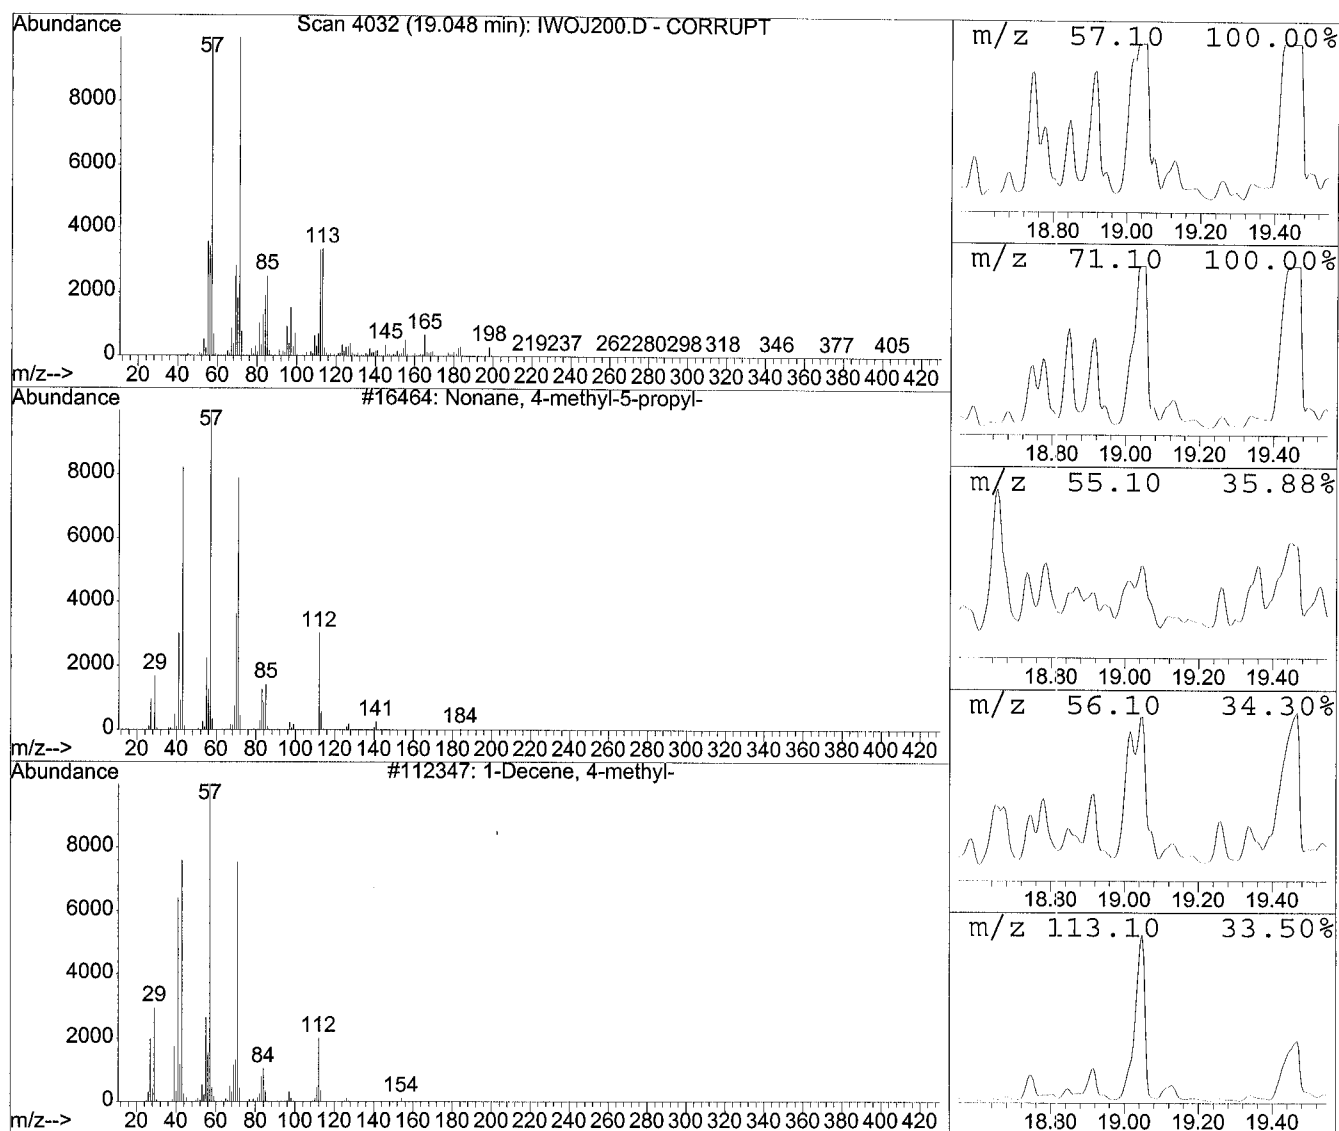 Abundance
Scan 4032 (19.048 min): IWOJ200.D - CORRUPT
57
8000
6000
4000
113
85
2000
145 165 198 219237 262280298 318 346 377 405
0
m/z--> 20 40 60 80 100 120 140 160 180 200 220 240 260 280 300 320 340 360 380 400 420
Abundance
#16464: Nonane, 4-methyl-5-propyl-
57
8000
6000
4000
112
2000
29
85
141 184
0
m/z--> 20 40 60 80 100 120 140 160 180 200 220 240 260 280 300 320 340 360 380 400 420
Abundance
#112347: 1-Decene, 4-methyl-
57
8000
6000
4000
29
2000
112
84
154
0
m/z--> 20 40 60 80 100 120 140 160 180 200 220 240 260 280 300 320 340 360 380 400 420
m/z 57.10 100.00%
18.80 19.00 19.20 19.40
m/z 71.10 100.00%
18.80 19.00 19.20 19.40
m/z 55.10 35.88%
18.80 19.00 19.20 19.40
m/z 56.10 34.30%
18.80 19.00 19.20 19.40
m/z 113.10 33.50%
18.80 19.00 19.20 19.40